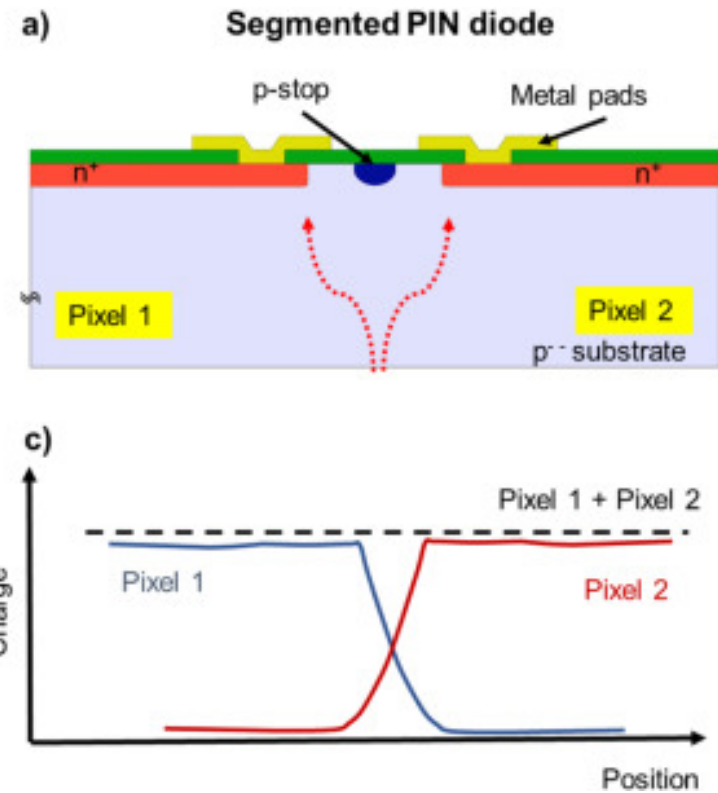 a) Segmented PIN diode
p-stop
Metal pads
n+ n+
Pixel 1 Pixel 2
p-- substrate
c)
Pixel 1 + Pixel 2
Pixel 1
Pixel 2
Charge
Position